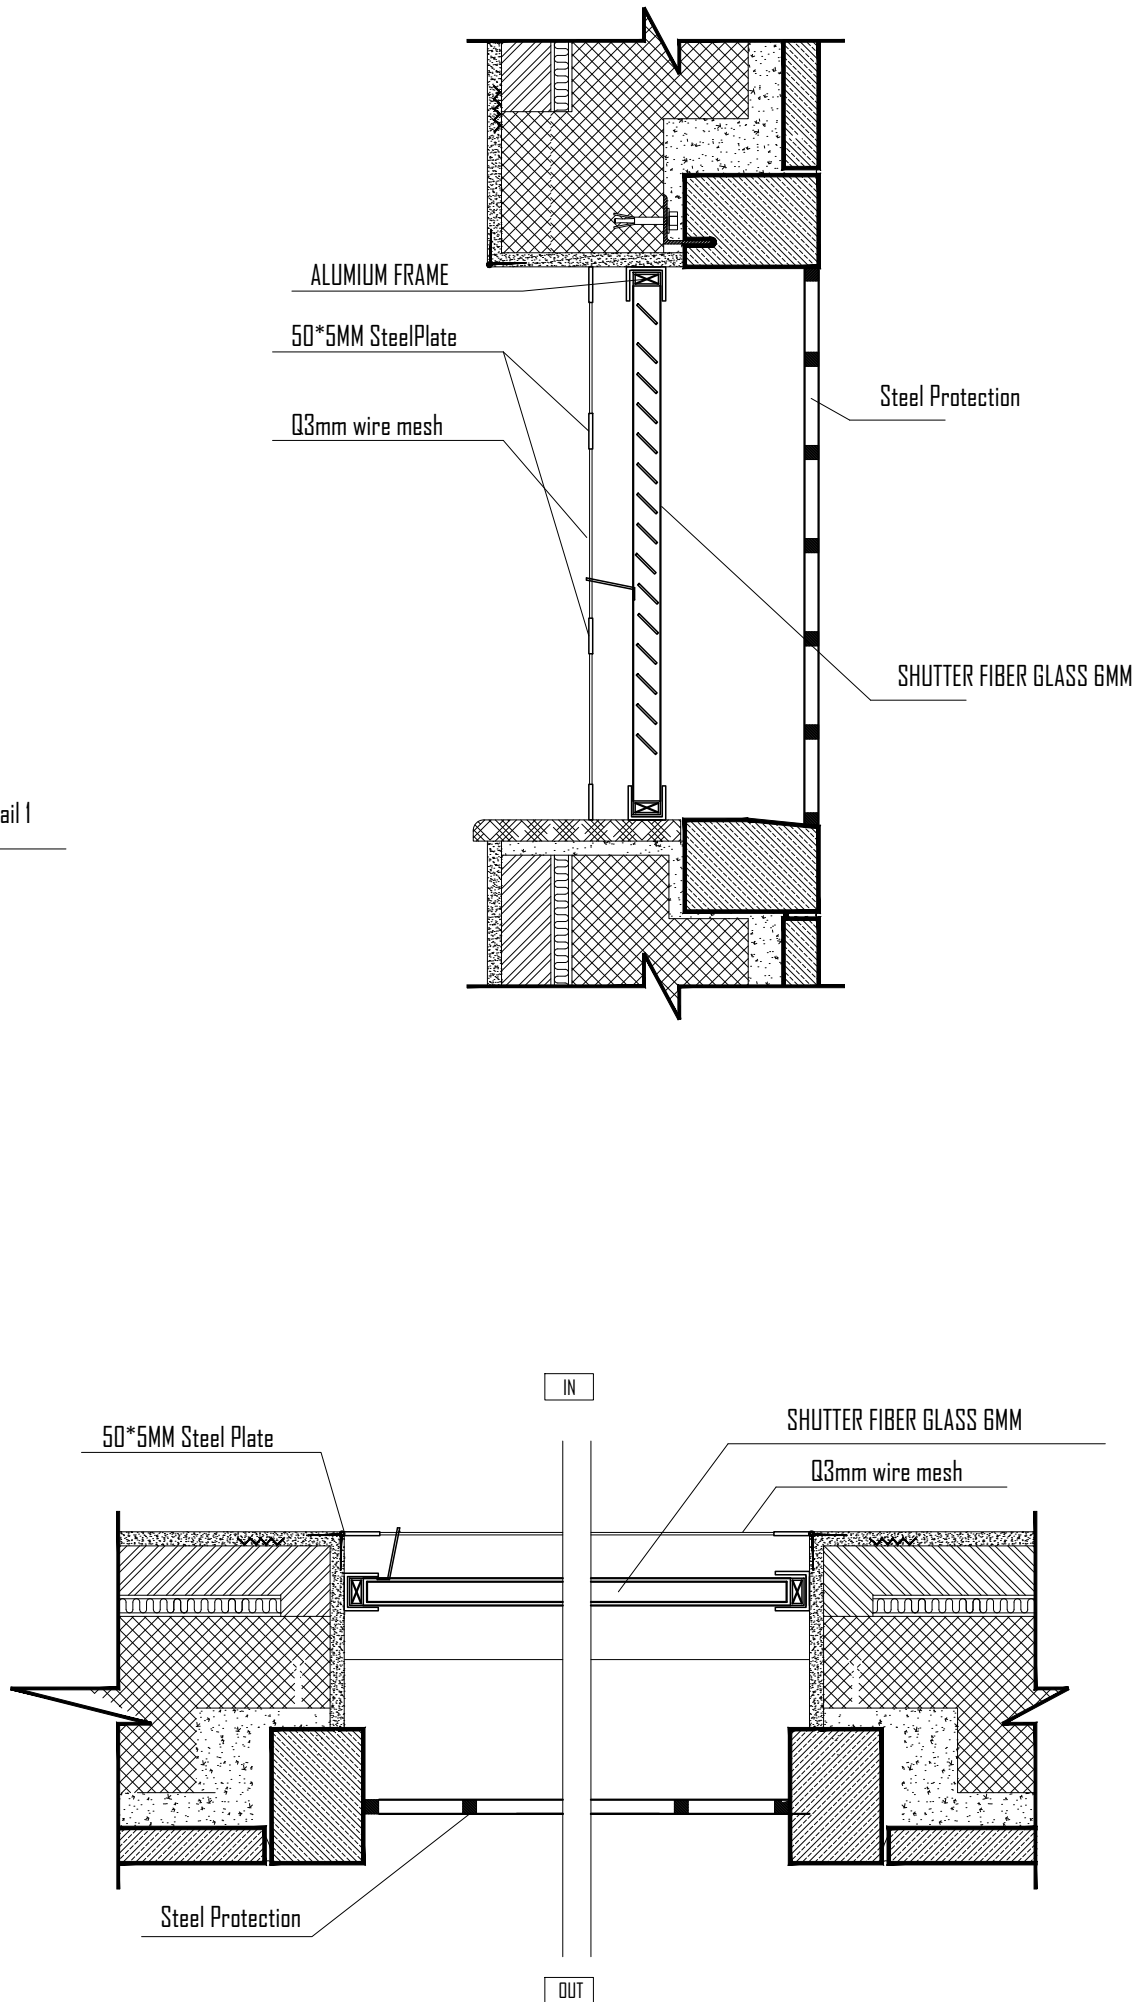 ALUMIUM FRAME
50*5MM SteelPlate
Q3mm wire mesh
Steel Protection
SHUTTER FIBER GLASS 6MM
ail 1
IN
50*5MM Steel Plate
SHUTTER FIBER GLASS 6MM
Q3mm wire mesh
Steel Protection
OUT